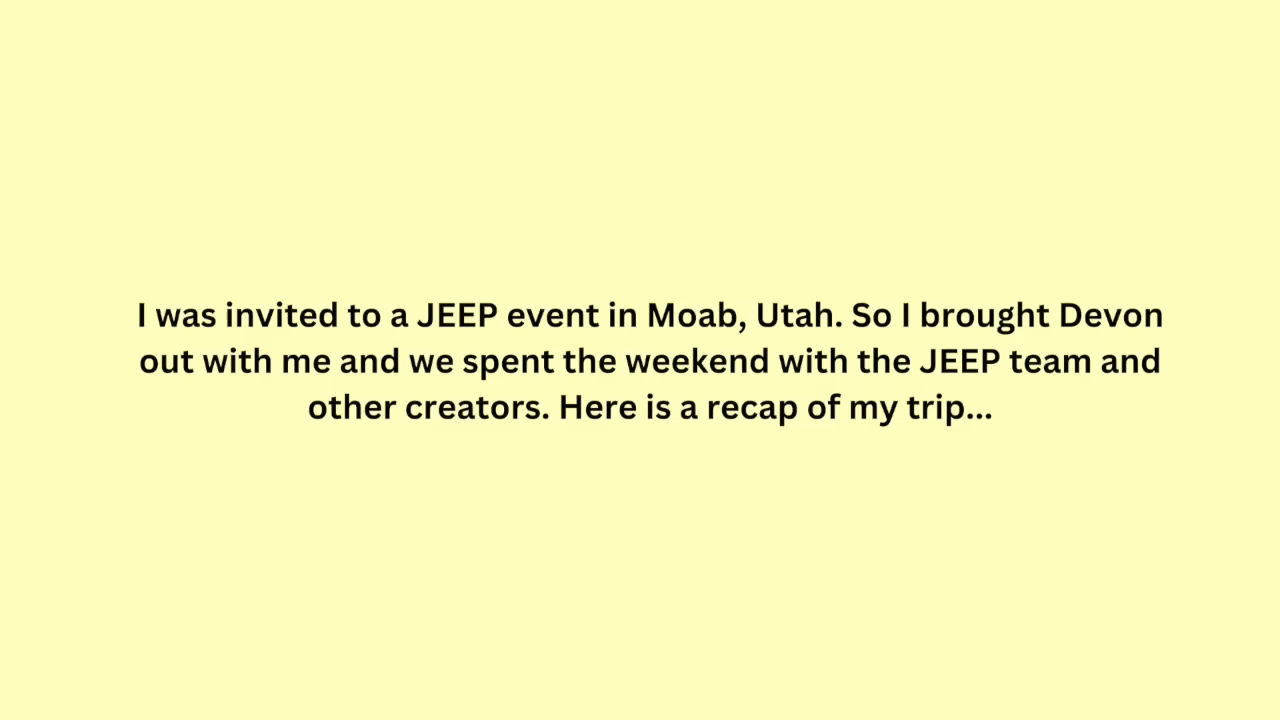 I was invited to a JEEP event in Moab, Utah. So I brought Devon
out with me and we spent the weekend with the JEEP team and
other creators. Here is a recap of my trip...